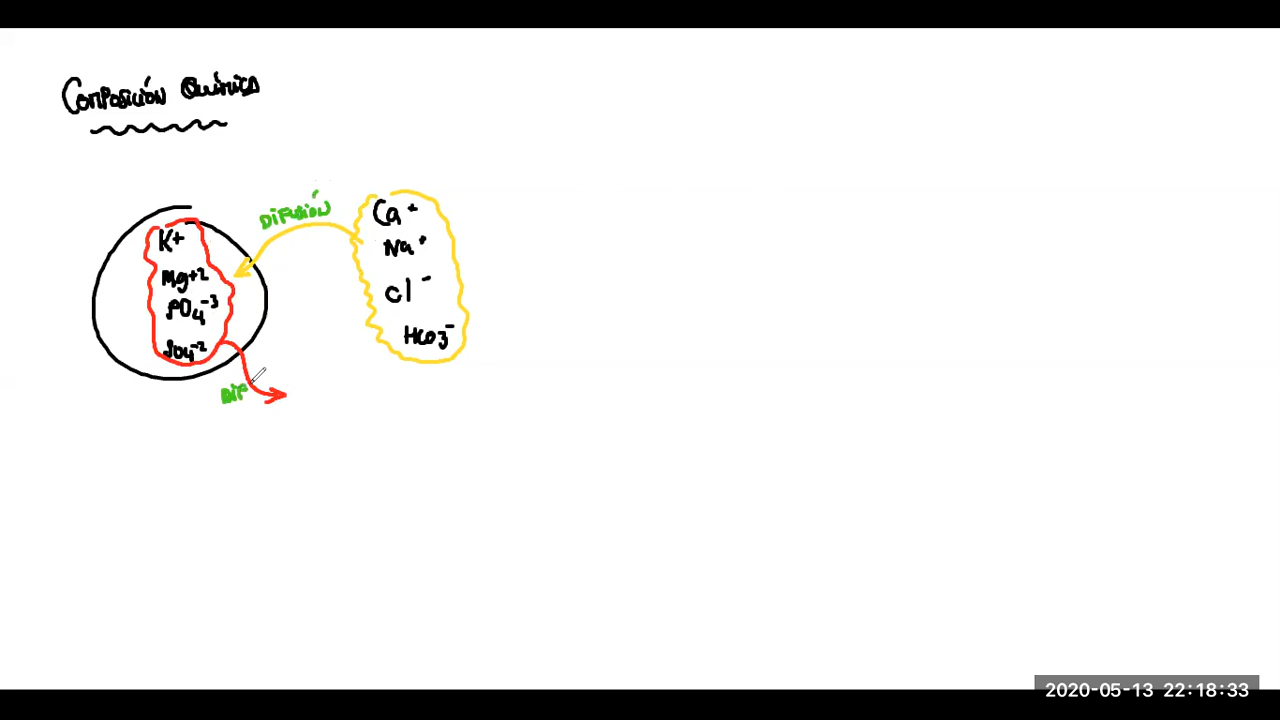 Composición Química
Difusión
K+
Mg+2
PO4-3
SO4-2
Ca+
Na+
Cl-
HCO3-
Dif
2020-05-13 22:18:33